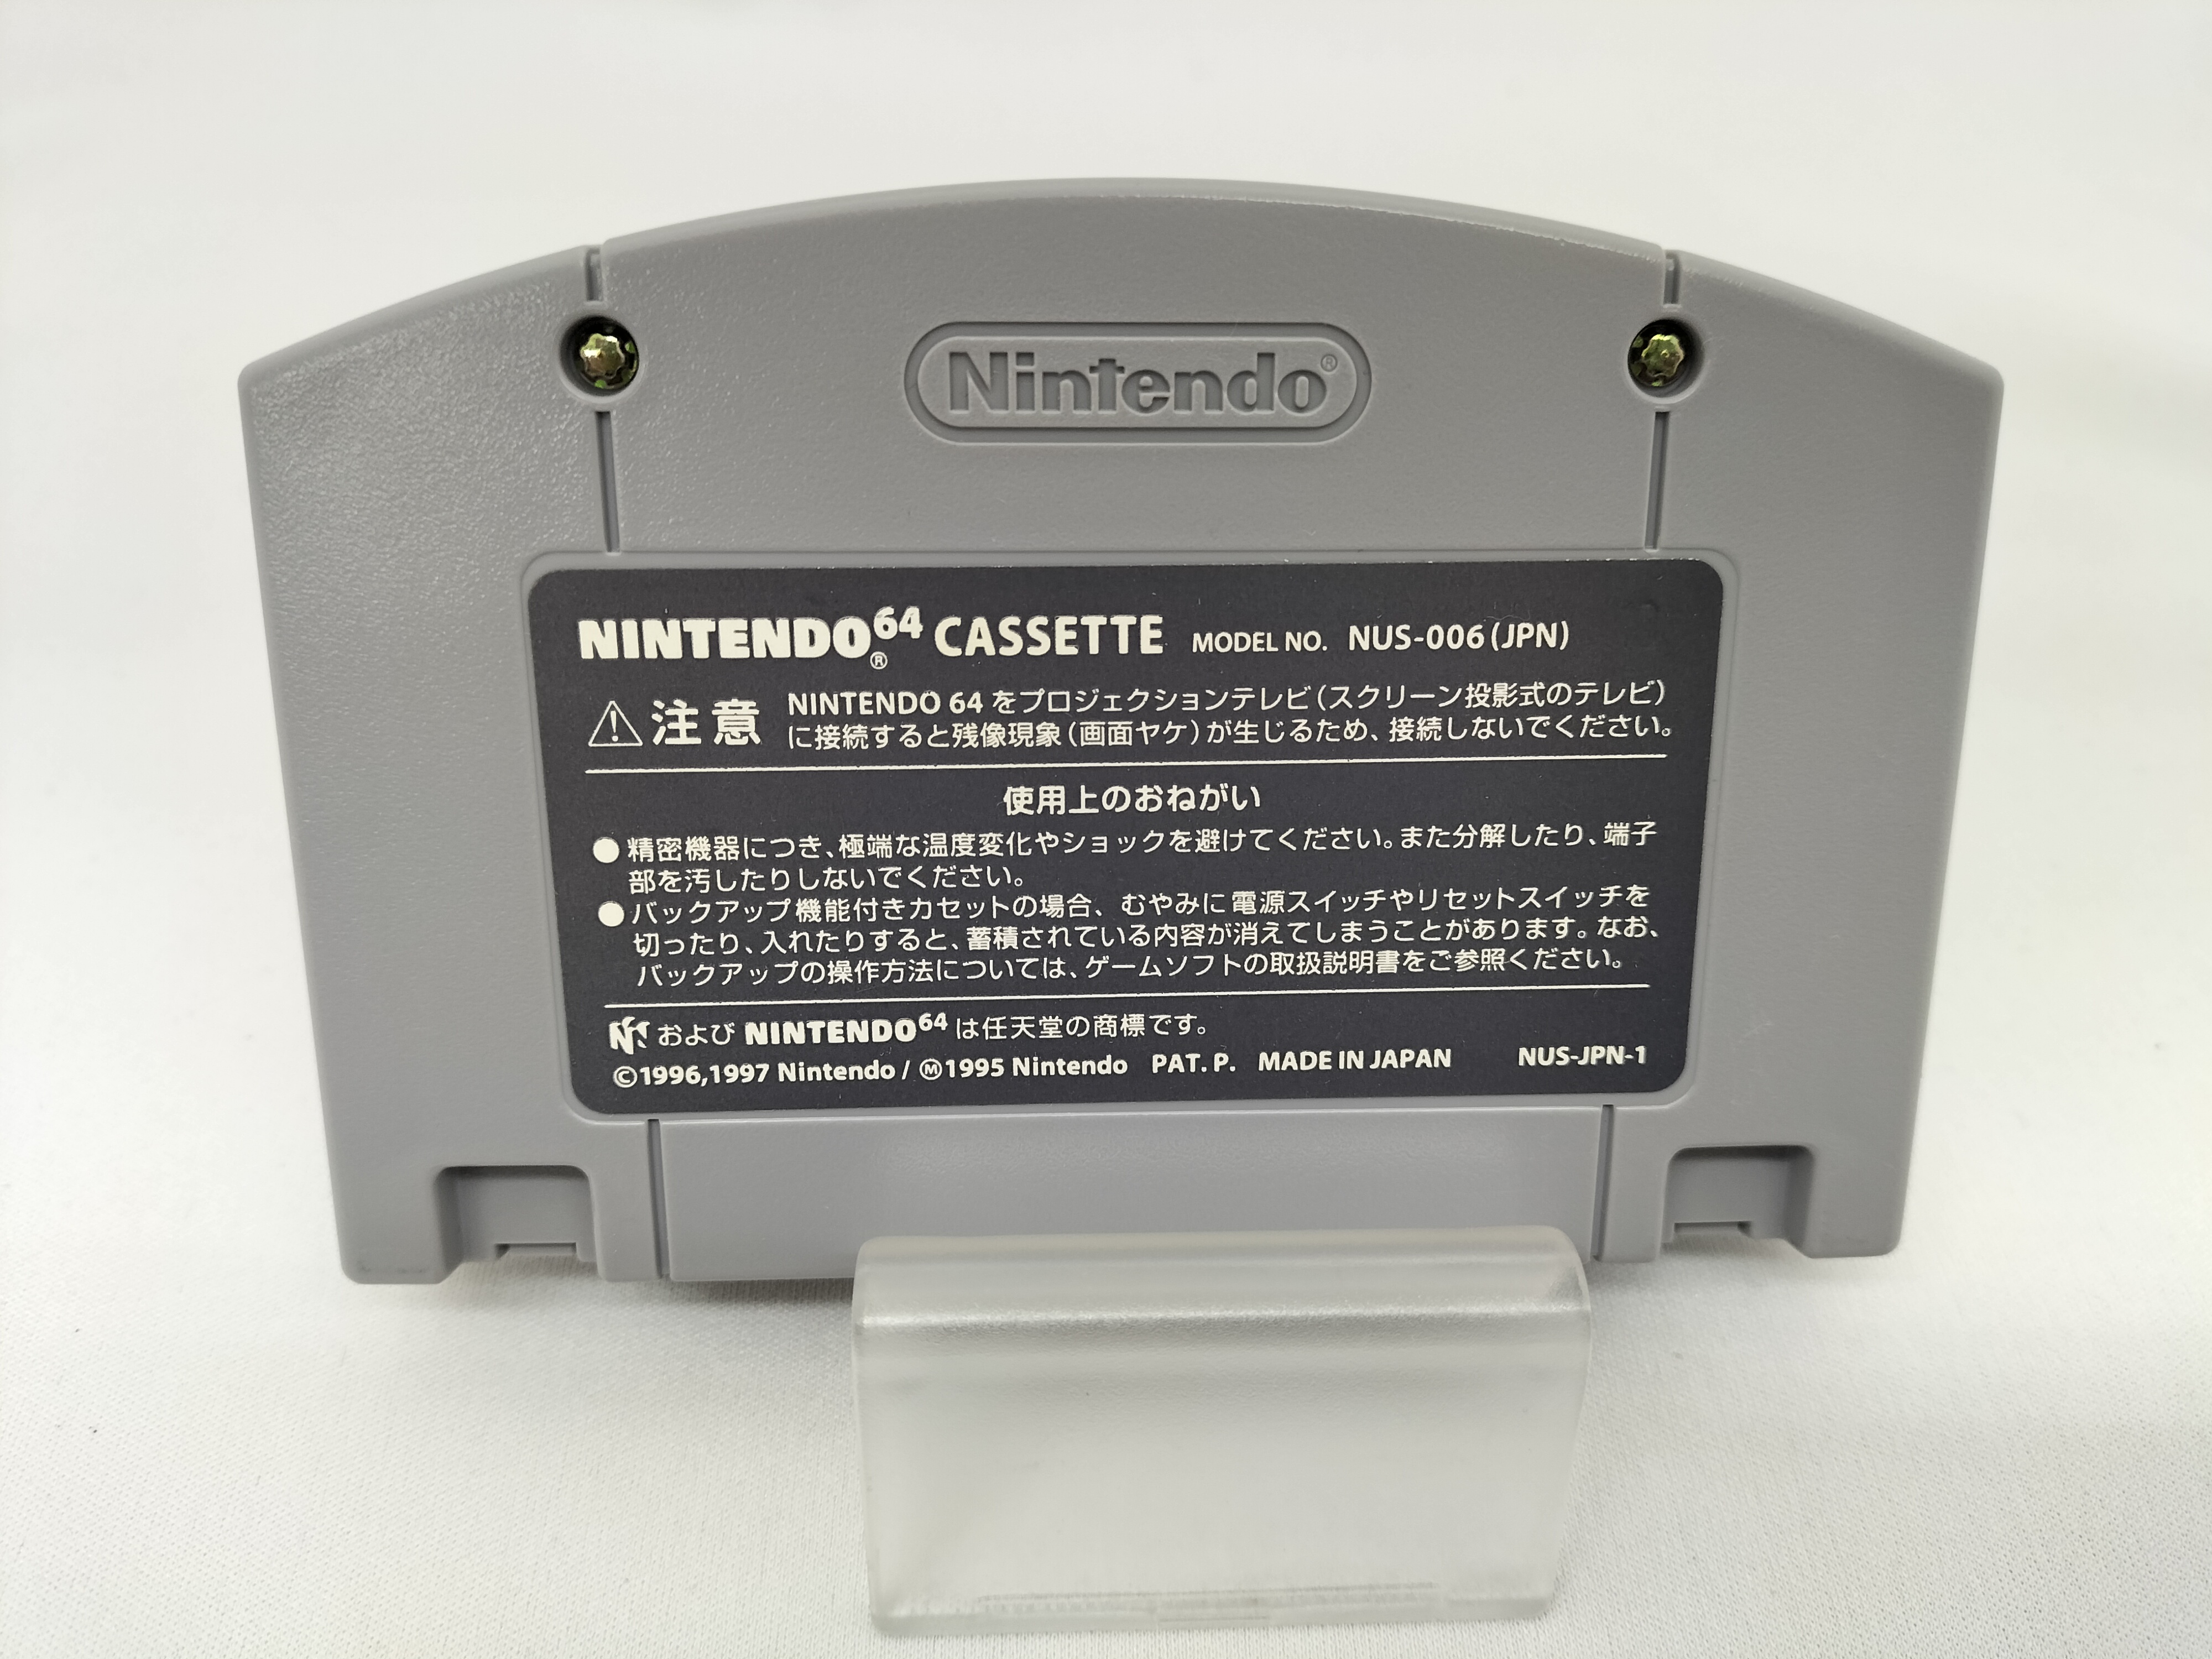 Nintendo®
NINTENDO64® CASSETTE MODEL NO. NUS-006(JPN)
⚠注意 NINTENDO 64 をプロジェクションテレビ(スクリーン投影式のテレビ)
に接続すると残像現象(画面ヤケ)が生じるため、接続しないでください。
使用上のおねがい
●精密機器につき、極端な温度変化やショックを避けてください。また分解したり、端子
部を汚したりしないでください。
●バックアップ機能付きカセットの場合、むやみに電源スイッチやリセットスイッチを
切ったり、入れたりすると、蓄積されている内容が消えてしまうことがあります。なお、
バックアップの操作方法については、ゲームソフトの取扱説明書をご参照ください。
および NINTENDO64 は任天堂の商標です。
©1996,1997 Nintendo / Ⓜ1995 Nintendo PAT. P. MADE IN JAPAN NUS-JPN-1